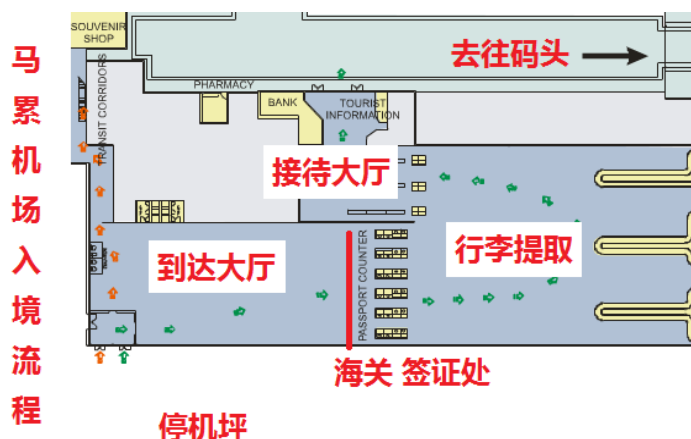 马累机场入境流程
SOUVENIR
SHOP
去往码头
PHARMACY
BANK
TOURIST
INFORMATION
TRANSIT CORRIDORS
接待大厅
到达大厅
PASSPORT COUNTER
行李提取
海关 签证处
停机坪